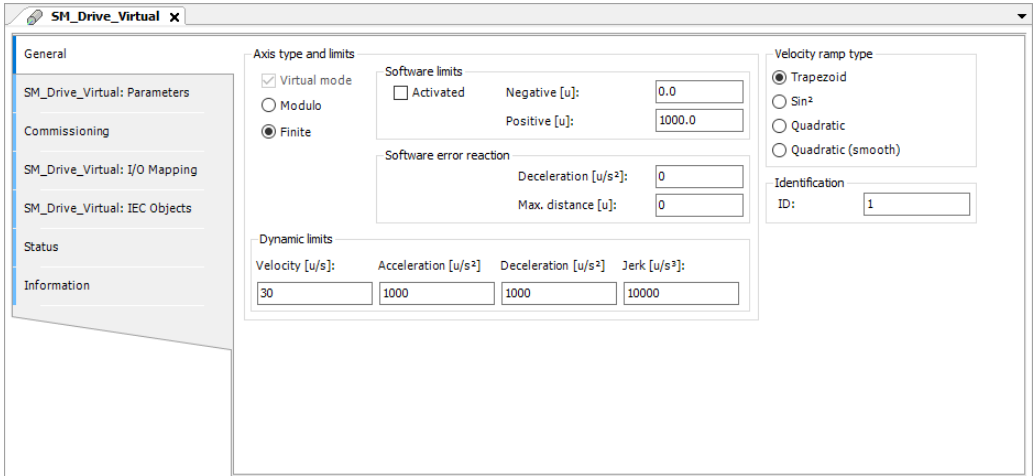 SM_Drive_Virtual
General
SM_Drive_Virtual: Parameters
Commissioning
SM_Drive_Virtual: I/O Mapping
SM_Drive_Virtual: IEC Objects
Status
Information
Axis type and limits
Virtual mode
Modulo
Finite
Software limits
Activated
Negative [u]: 0.0
Positive [u]: 1000.0
Software error reaction
Deceleration [u/s²]: 0
Max. distance [u]: 0
Dynamic limits
Velocity [u/s]: Acceleration [u/s²] Deceleration [u/s²] Jerk [u/s³]:
30 1000 1000 10000
Velocity ramp type
Trapezoid
Sin²
Quadratic
Quadratic (smooth)
Identification
ID: 1